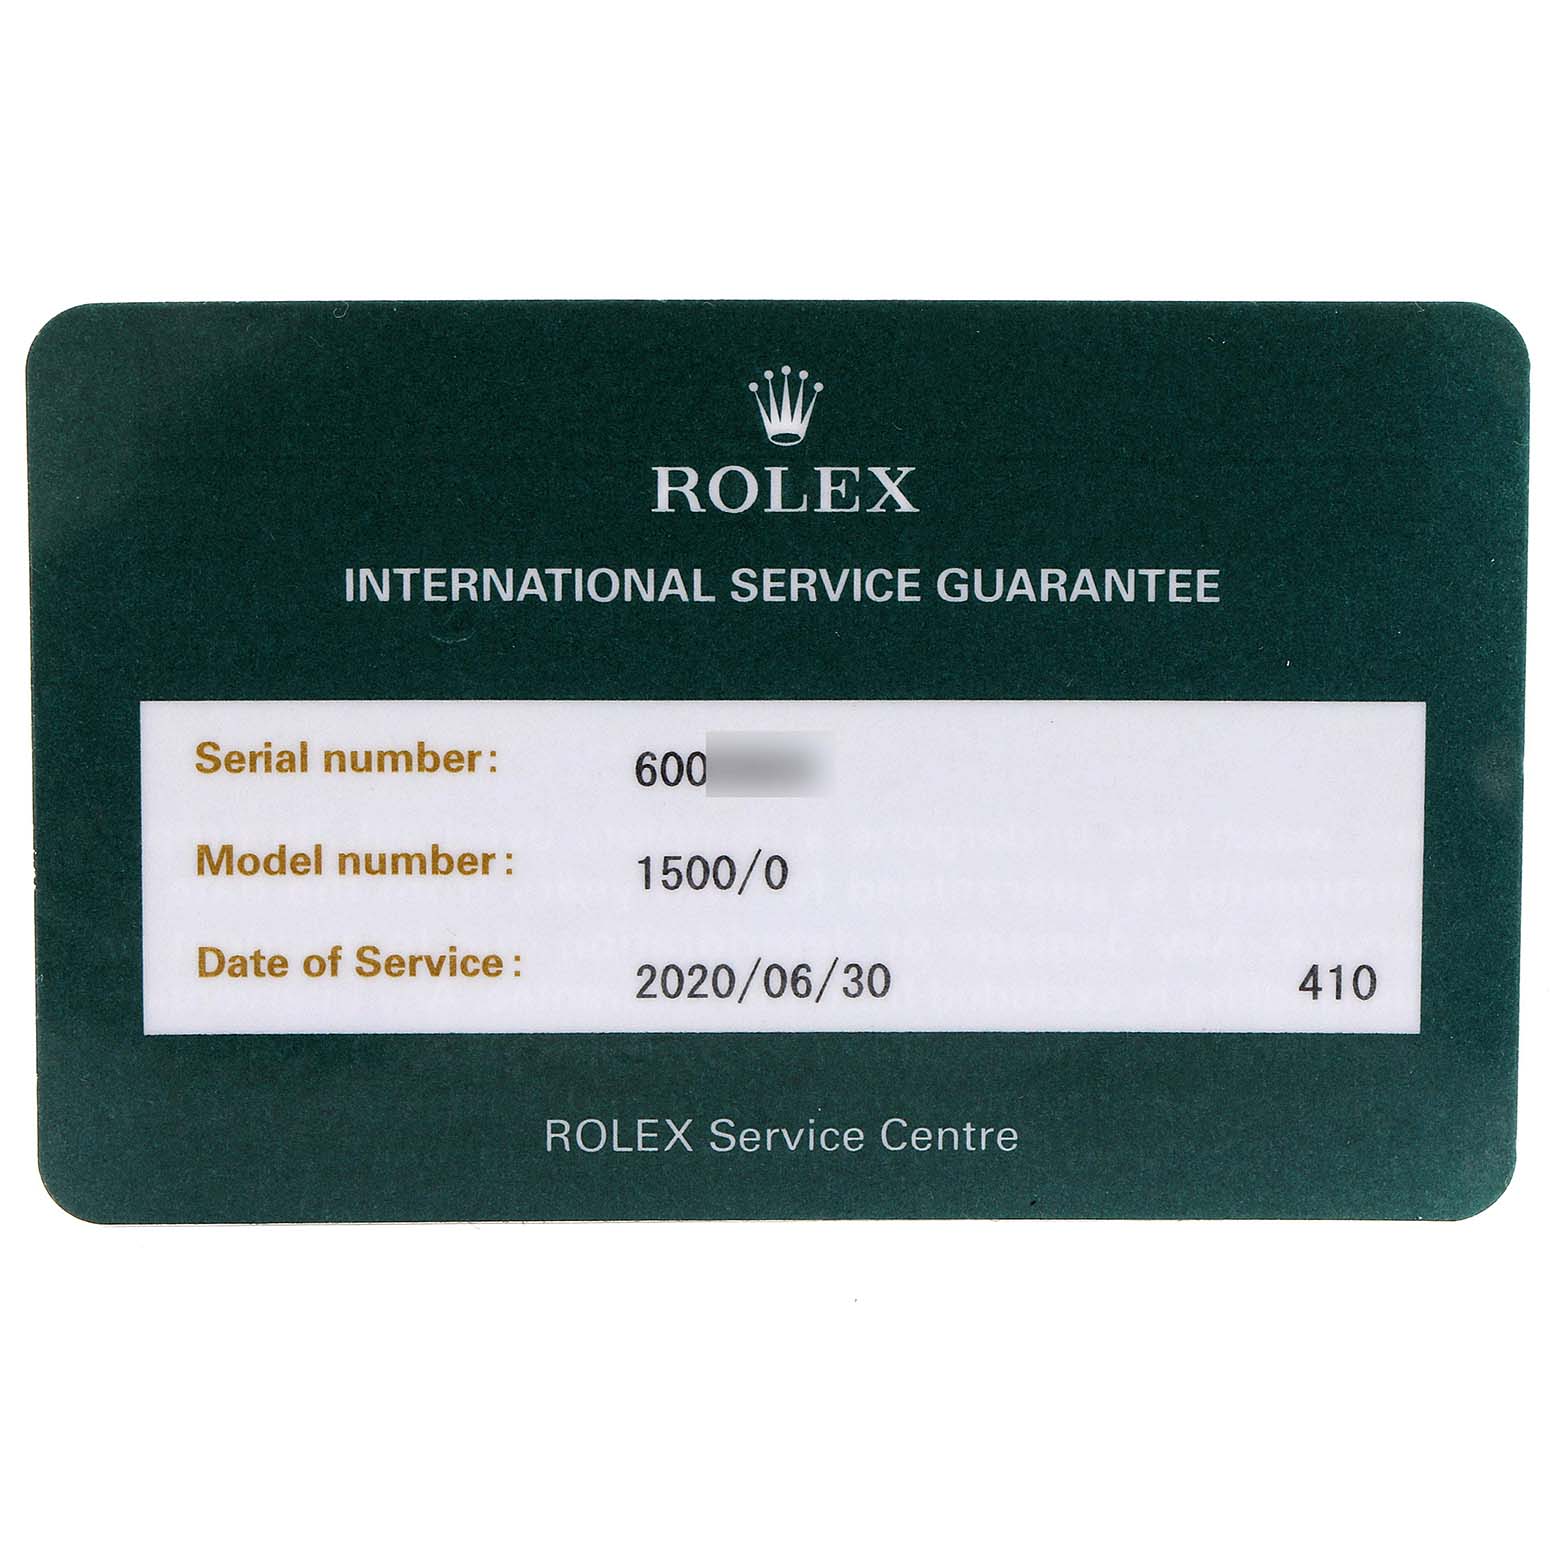 ROLEX
INTERNATIONAL SERVICE GUARANTEE
Serial number: 600
Model number: 1500/0
Date of Service: 2020/06/30 410
ROLEX Service Centre